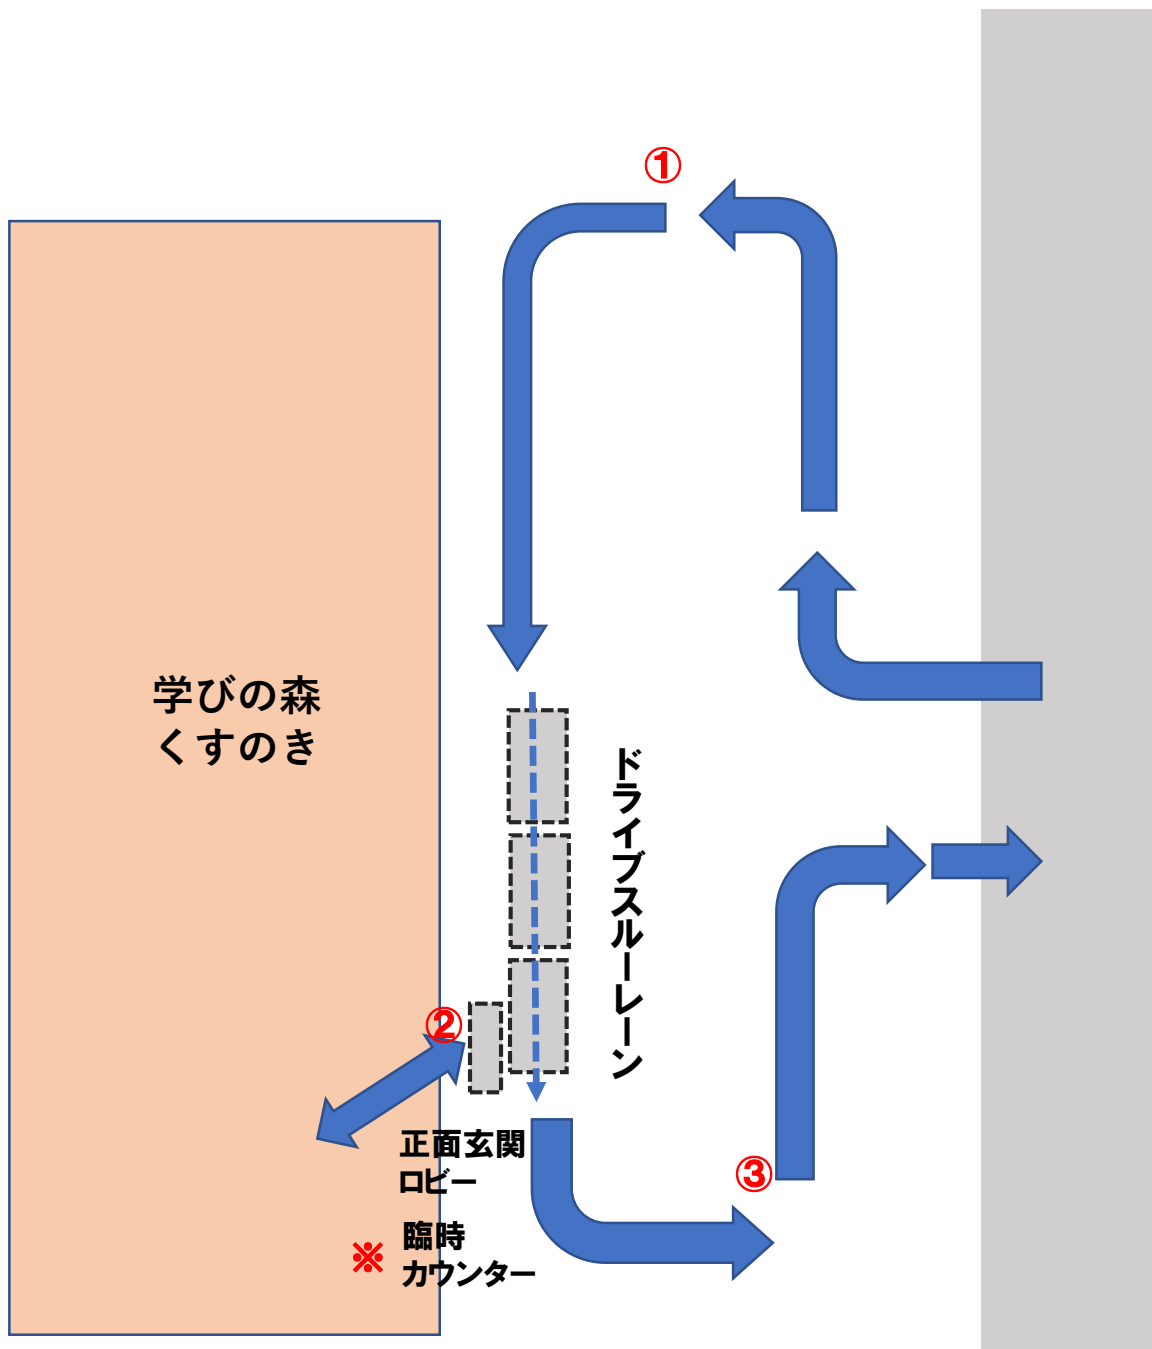 ①
学びの森
くすのき
ドライブスルーレーン
②
正面玄関
ロビー
③
※ 臨時
カウンター